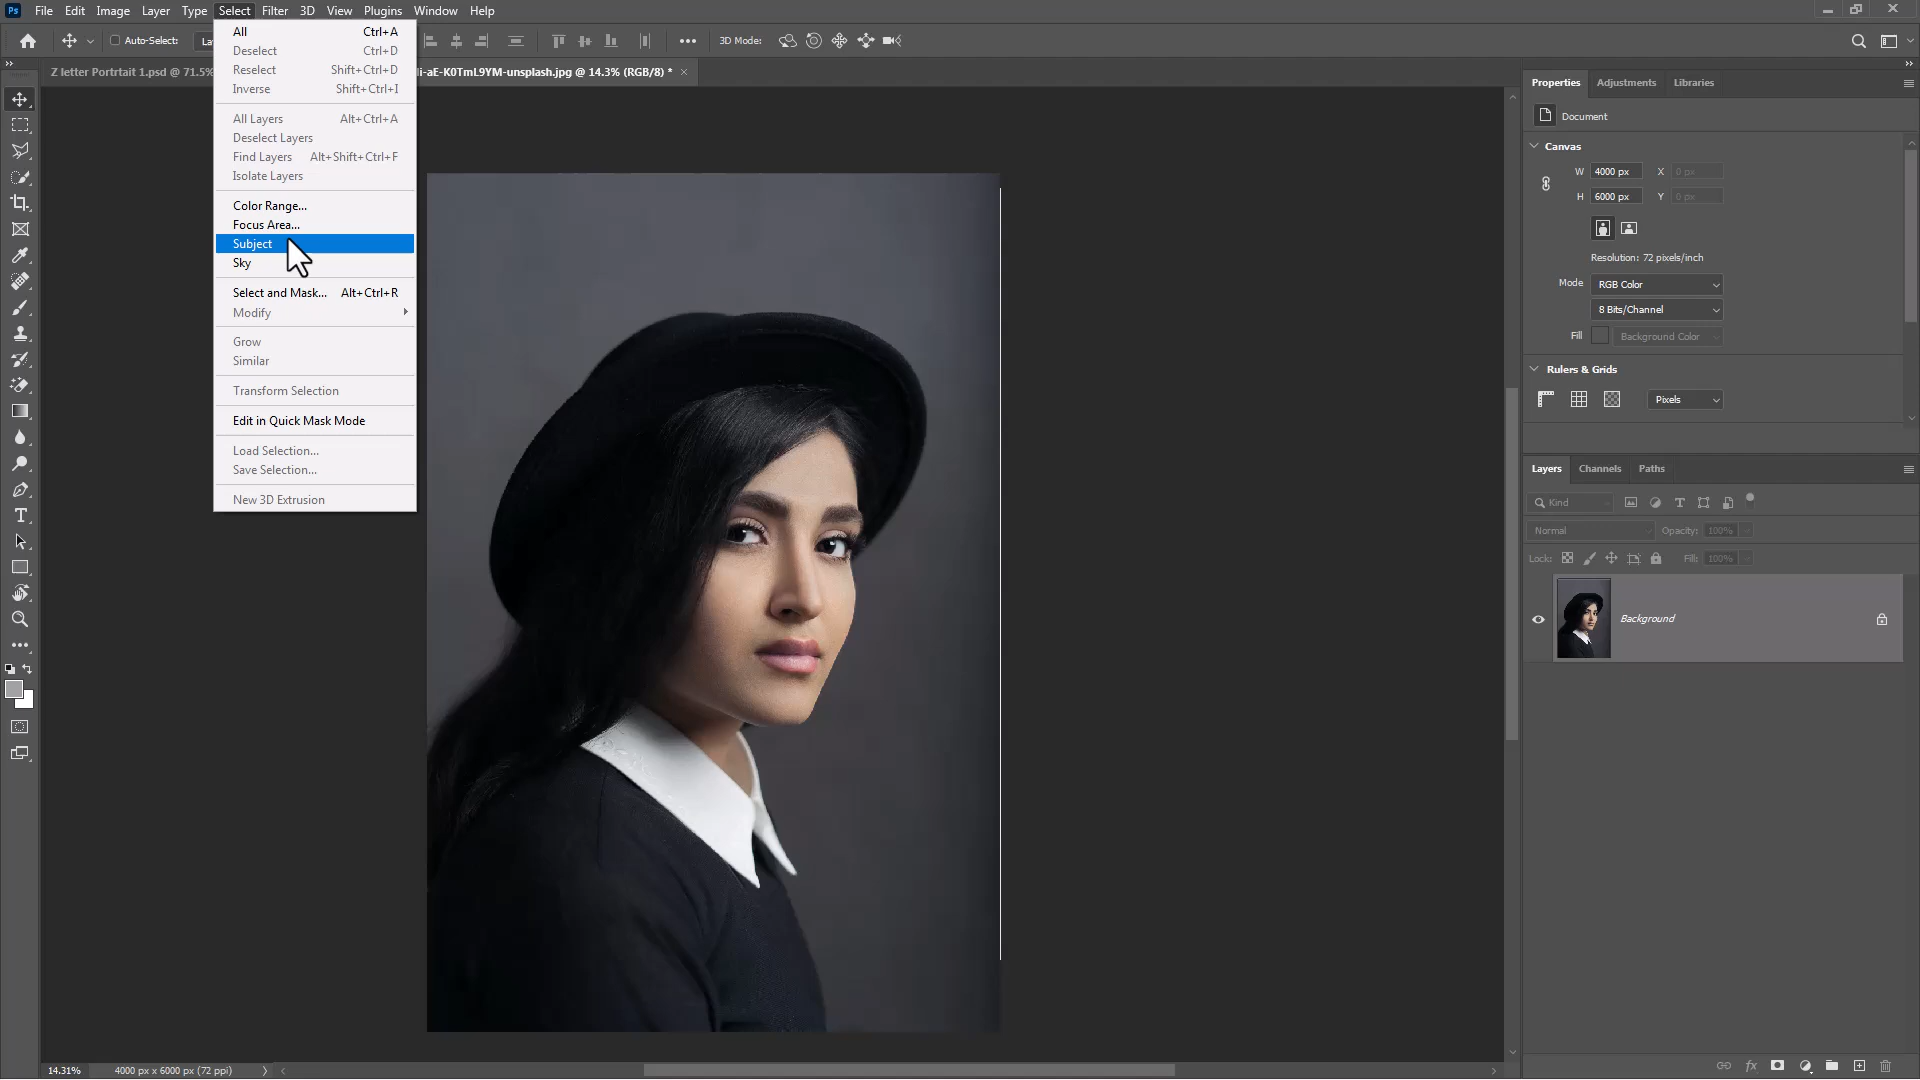 Ps File Edit Image Layer Type Select Filter 3D View Plugins Window Help
Auto-Select: 3D Mode:
Z letter Portrtait 1.psd @ 71.5% i-aE-K0TmL9YM-unsplash.jpg @ 14.3% (RGB/8) * ×
All Ctrl+A
Deselect Ctrl+D
Reselect Shift+Ctrl+D
Inverse Shift+Ctrl+I
All Layers Alt+Ctrl+A
Deselect Layers
Find Layers Alt+Shift+Ctrl+F
Isolate Layers
Color Range...
Focus Area...
Subject
Sky
Select and Mask... Alt+Ctrl+R
Modify
Grow
Similar
Transform Selection
Edit in Quick Mask Mode
Load Selection...
Save Selection...
New 3D Extrusion
Properties Adjustments Libraries
Document
Canvas
W 4000 px X 0 px
H 6000 px Y 0 px
Resolution: 72 pixels/inch
Mode RGB Color
8 Bits/Channel
Fill Background Color
Rulers & Grids
Pixels
Layers Channels Paths
Kind
Normal Opacity: 100%
Lock: Fill: 100%
Background
14.31% 4000 px x 6000 px (72 ppi)